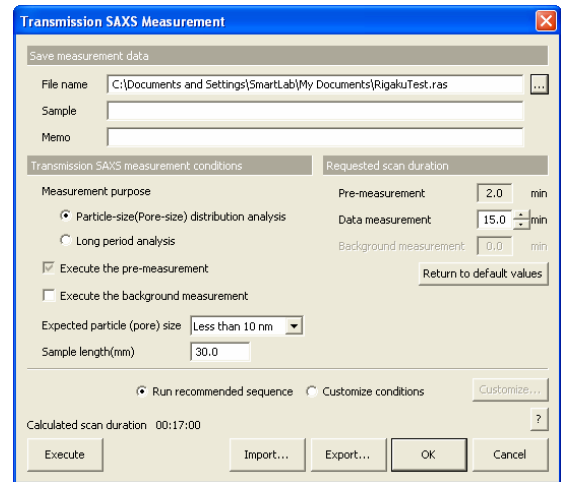 Transmission SAXS Measurement
Save measurement data
File name C:\Documents and Settings\SmartLab\My Documents\RigakuTest.ras ...
Sample
Memo
Transmission SAXS measurement conditions
Requested scan duration
Measurement purpose
Particle-size(Pore-size) distribution analysis
Long period analysis
Execute the pre-measurement
Execute the background measurement
Expected particle (pore) size Less than 10 nm
Sample length(mm) 30.0
Pre-measurement 2.0 min
Data measurement 15.0 min
Background measurement 0.0 min
Return to default values
Run recommended sequence Customize conditions Customize...
Calculated scan duration 00:17:00 ?
Execute Import... Export... OK Cancel